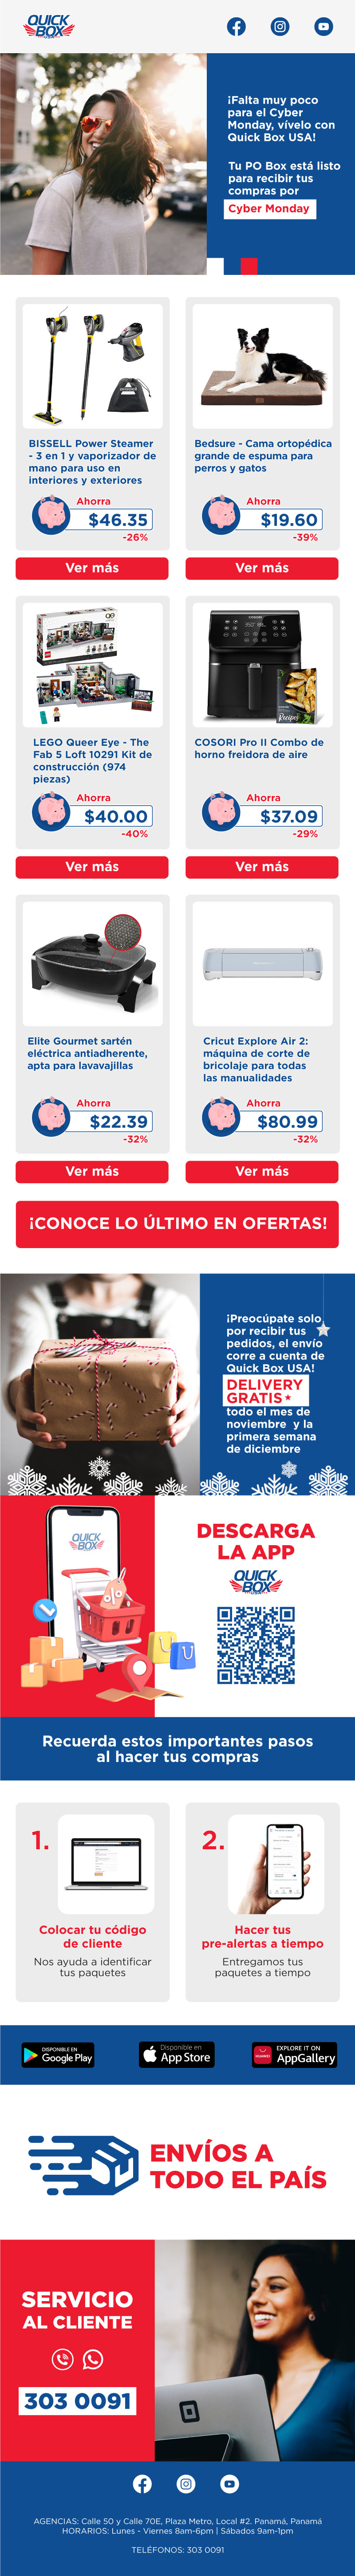 QUICK
BOX
USA
¡Falta muy poco
para el Cyber
Monday, vívelo con
Quick Box USA!
Tu PO Box está listo
para recibir tus
compras por
Cyber Monday
BISSELL Power Steamer
- 3 en 1 y vaporizador de
mano para uso en
interiores y exteriores
Ahorra
$46.35
-26%
Ver más
Bedsure - Cama ortopédica
grande de espuma para
perros y gatos
Ahorra
$19.60
-39%
Ver más
LEGO Queer Eye - The
Fab 5 Loft 10291 Kit de
construcción (974
piezas)
Ahorra
$40.00
-40%
Ver más
COSORI
Recipes
COSORI Pro II Combo de
horno freidora de aire
Ahorra
$37.09
-29%
Ver más
Elite Gourmet sartén
eléctrica antiadherente,
apta para lavavajillas
Ahorra
$22.39
-32%
Ver más
Cricut Explore Air 2:
máquina de corte de
bricolaje para todas
las manualidades
Ahorra
$80.99
-32%
Ver más
¡CONOCE LO ÚLTIMO EN OFERTAS!
¡Preocúpate solo
por recibir tus
pedidos, el envío
corre a cuenta de
Quick Box USA!
DELIVERY
GRATIS*
todo el mes de
noviembre y la
primera semana
de diciembre
QUICK
BOX
DESCARGA
LA APP
QUICK
BOX
USA
Recuerda estos importantes pasos
al hacer tus compras
1.
Colocar tu código
de cliente
Nos ayuda a identificar
tus paquetes
2.
Hacer tus
pre-alertas a tiempo
Entregamos tus
paquetes a tiempo
DISPONIBLE EN
Google Play
Disponible en
App Store
HUAWEI
EXPLORE IT ON
AppGallery
ENVÍOS A
TODO EL PAÍS
SERVICIO
AL CLIENTE
303 0091
AGENCIAS: Calle 50 y Calle 70E, Plaza Metro, Local #2. Panamá, Panamá
HORARIOS: Lunes - Viernes 8am-6pm | Sábados 9am-1pm
TELÉFONOS: 303 0091